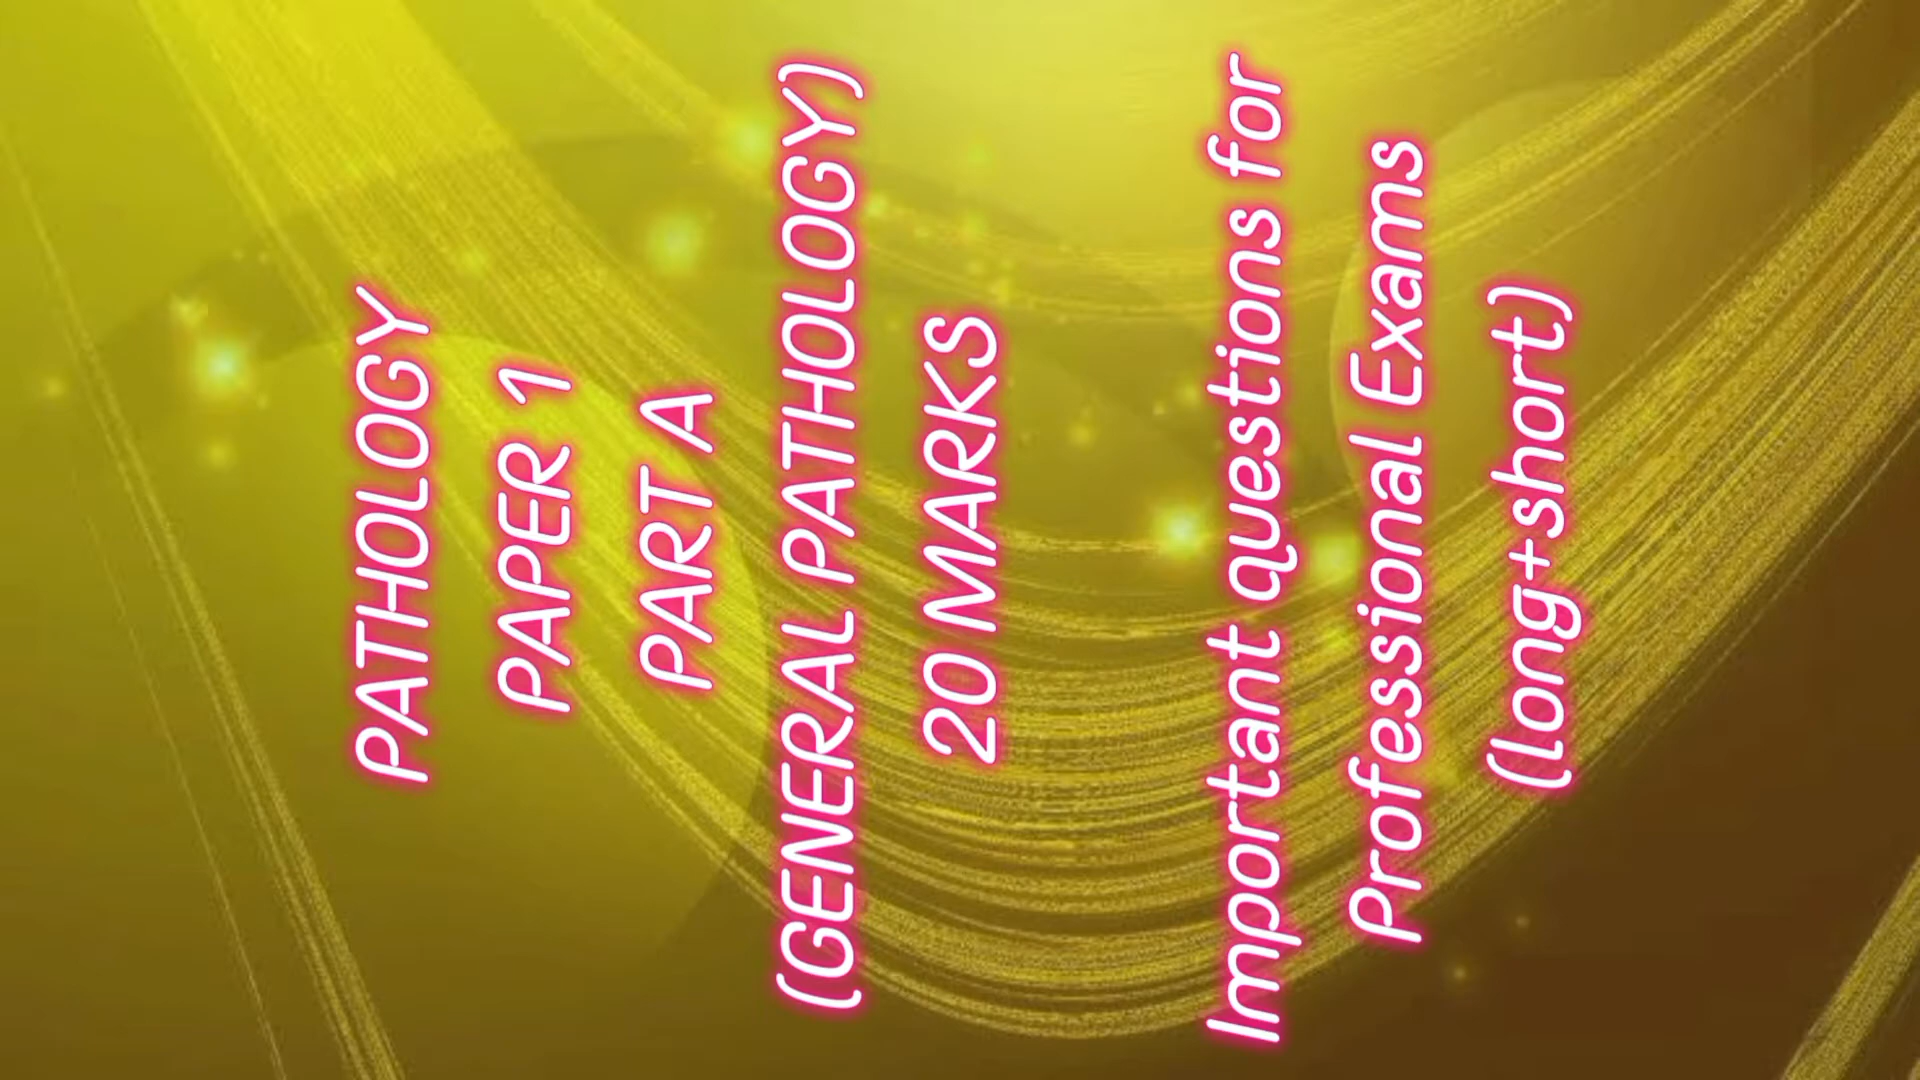 PATHOLOGY
PAPER 1
PART A
(GENERAL PATHOLOGY)
20 MARKS
Important questions for
Professional Exams
(long+short)